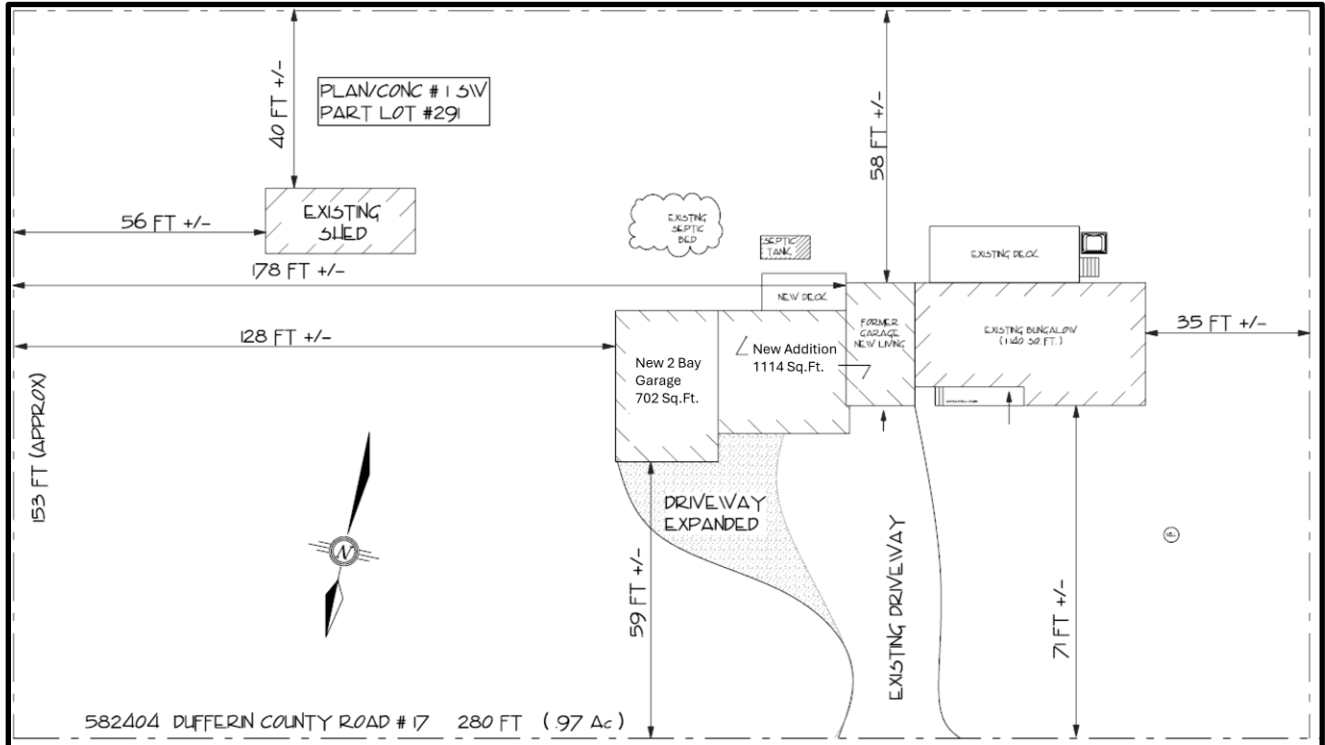 40 FT +/-
PLAN/CONC # 1 SW
PART LOT #291
58 FT +/-
56 FT +/-
EXISTING
SHED
EXISTING
SEPTIC
BED
SEPTIC
TANK
EXISTING DECK
178 FT +/-
NEW DECK
128 FT +/-
FORMER
GARAGE
NEW LIVING
EXISTING BUNGALOW
(1140 SQ.FT.)
35 FT +/-
New 2 Bay
Garage
702 Sq.Ft.
New Addition
1114 Sq.Ft.
153 FT (APPROX)
N
DRIVEWAY
EXPANDED
59 FT +/-
EXISTING DRIVEWAY
71 FT +/-
582404 DUFFERIN COUNTY ROAD # 17 280 FT (.97 Ac)